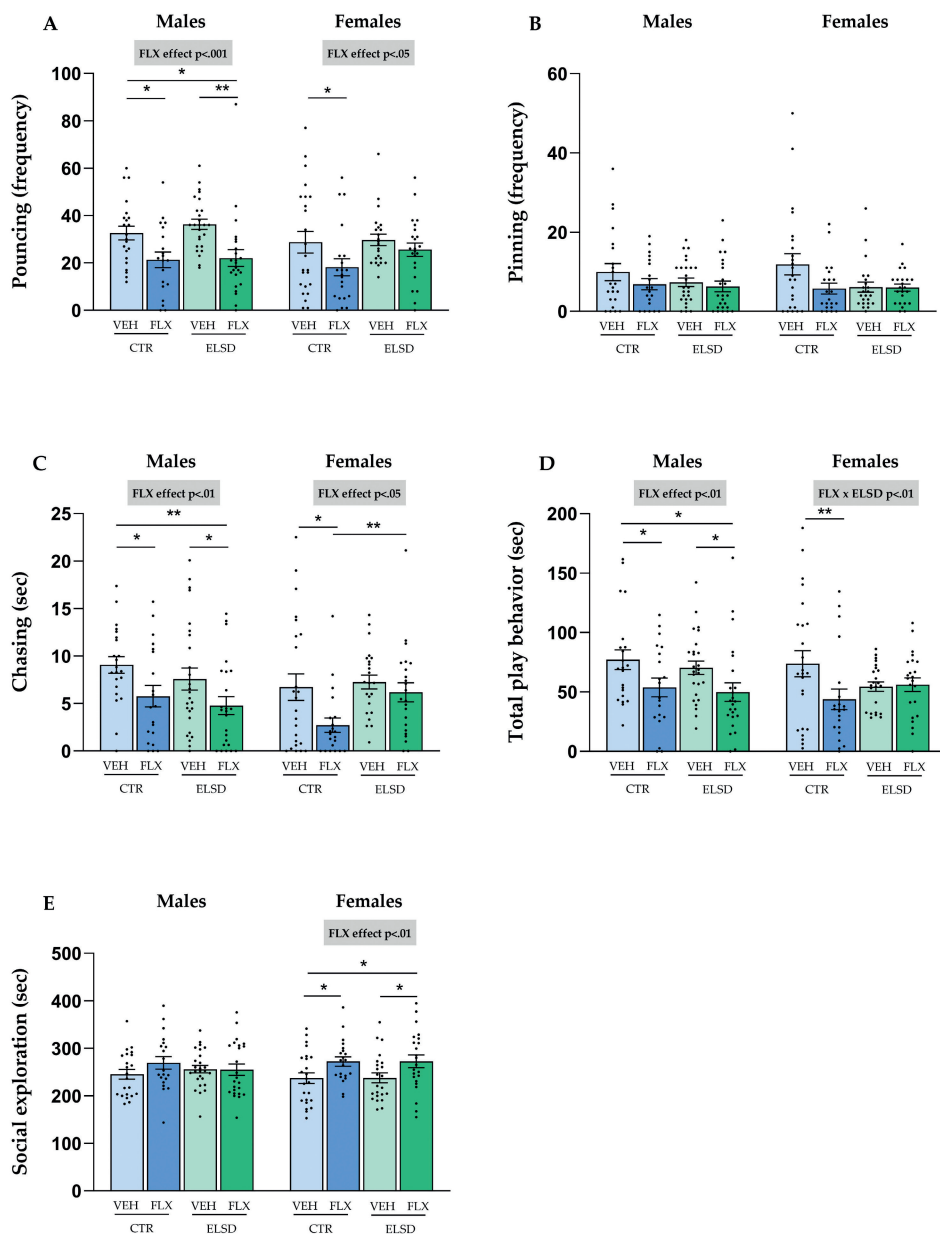 A
Males
Females
FLX effect p<.001
FLX effect p<.05
Pouncing (frequency)
100
80
60
40
20
0
*
*
**
*
VEH FLX VEH FLX VEH FLX VEH FLX
CTR ELSD CTR ELSD
B
Males
Females
Pinning (frequency)
60
40
20
0
VEH FLX VEH FLX VEH FLX VEH FLX
CTR ELSD CTR ELSD
C
Males
Females
FLX effect p<.01
FLX effect p<.05
Chasing (sec)
25
20
15
10
5
0
**
*
*
*
**
VEH FLX VEH FLX VEH FLX VEH FLX
CTR ELSD CTR ELSD
D
Males
Females
FLX effect p<.01
FLX x ELSD p<.01
Total play behavior (sec)
200
150
100
50
0
*
*
*
**
VEH FLX VEH FLX VEH FLX VEH FLX
CTR ELSD CTR ELSD
E
Males
Females
FLX effect p<.01
Social exploration (sec)
500
400
300
200
100
0
*
*
*
VEH FLX VEH FLX VEH FLX VEH FLX
CTR ELSD CTR ELSD